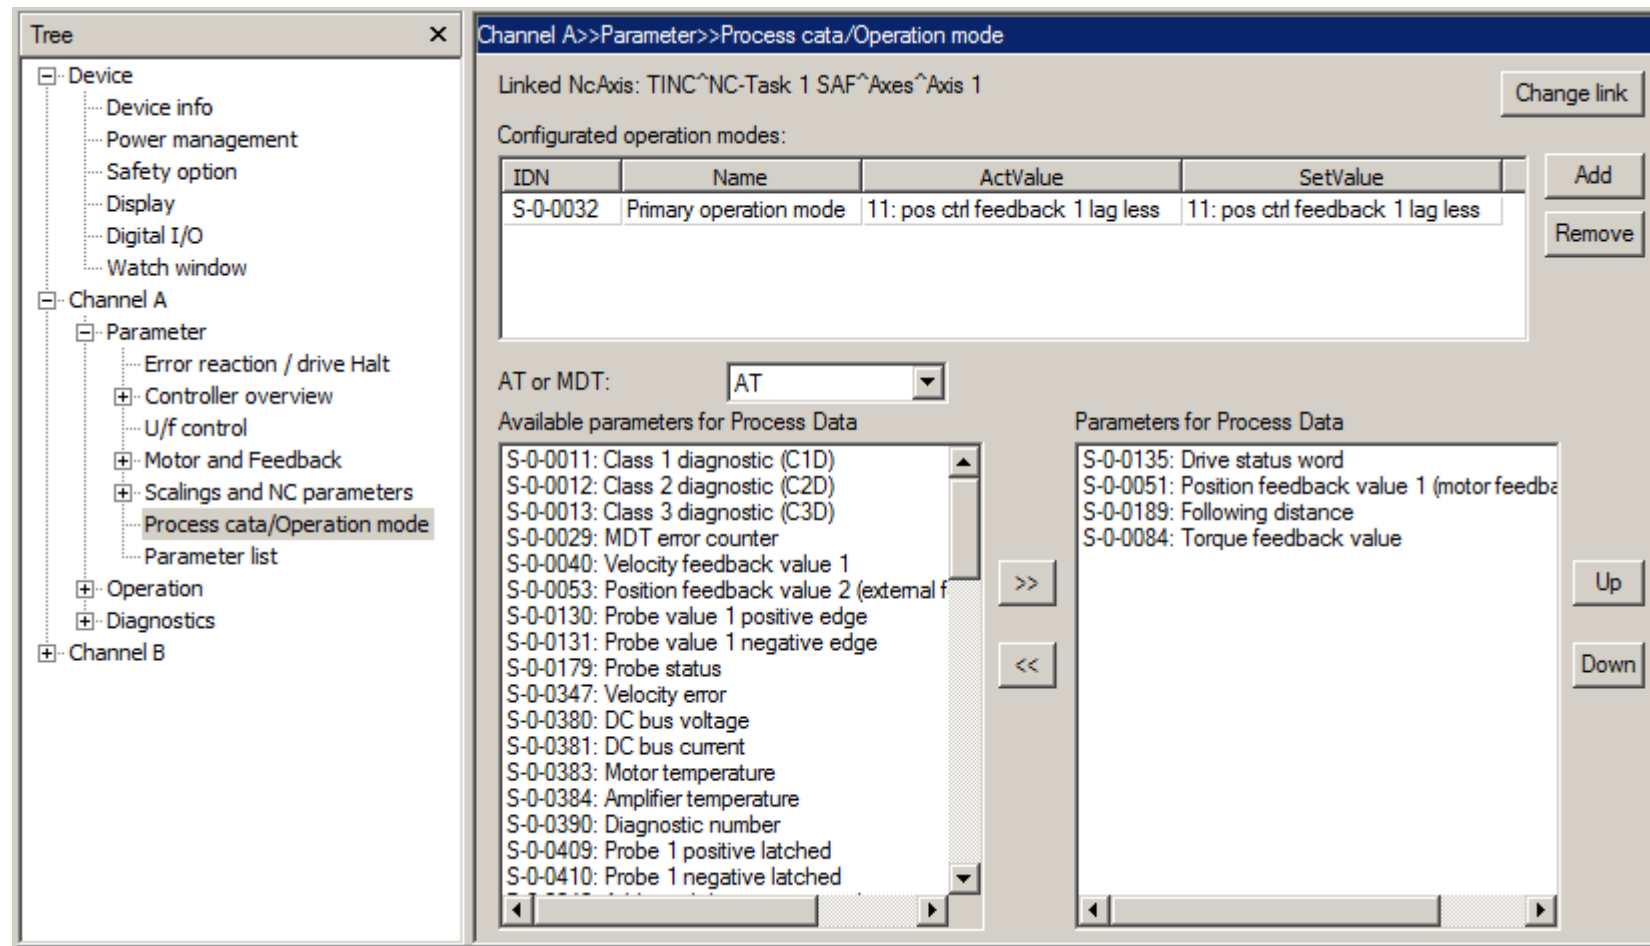 Tree
Device
Device info
Power management
Safety option
Display
Digital I/O
Watch window
Channel A
Parameter
Error reaction / drive Halt
Controller overview
U/f control
Motor and Feedback
Scalings and NC parameters
Process cata/Operation mode
Parameter list
Operation
Diagnostics
Channel B
Channel A>>Parameter>>Process cata/Operation mode
Linked NcAxis: TINC^NC-Task 1 SAF^Axes^Axis 1
Change link
Configurated operation modes:
IDN Name ActValue SetValue
S-0-0032 Primary operation mode 11: pos ctrl feedback 1 lag less 11: pos ctrl feedback 1 lag less
Add
Remove
AT or MDT: AT
Available parameters for Process Data
S-0-0011: Class 1 diagnostic (C1D)
S-0-0012: Class 2 diagnostic (C2D)
S-0-0013: Class 3 diagnostic (C3D)
S-0-0029: MDT error counter
S-0-0040: Velocity feedback value 1
S-0-0053: Position feedback value 2 (external f
S-0-0130: Probe value 1 positive edge
S-0-0131: Probe value 1 negative edge
S-0-0179: Probe status
S-0-0347: Velocity error
S-0-0380: DC bus voltage
S-0-0381: DC bus current
S-0-0383: Motor temperature
S-0-0384: Amplifier temperature
S-0-0390: Diagnostic number
S-0-0409: Probe 1 positive latched
S-0-0410: Probe 1 negative latched
>>
<<
Parameters for Process Data
S-0-0135: Drive status word
S-0-0051: Position feedback value 1 (motor feedba
S-0-0189: Following distance
S-0-0084: Torque feedback value
Up
Down